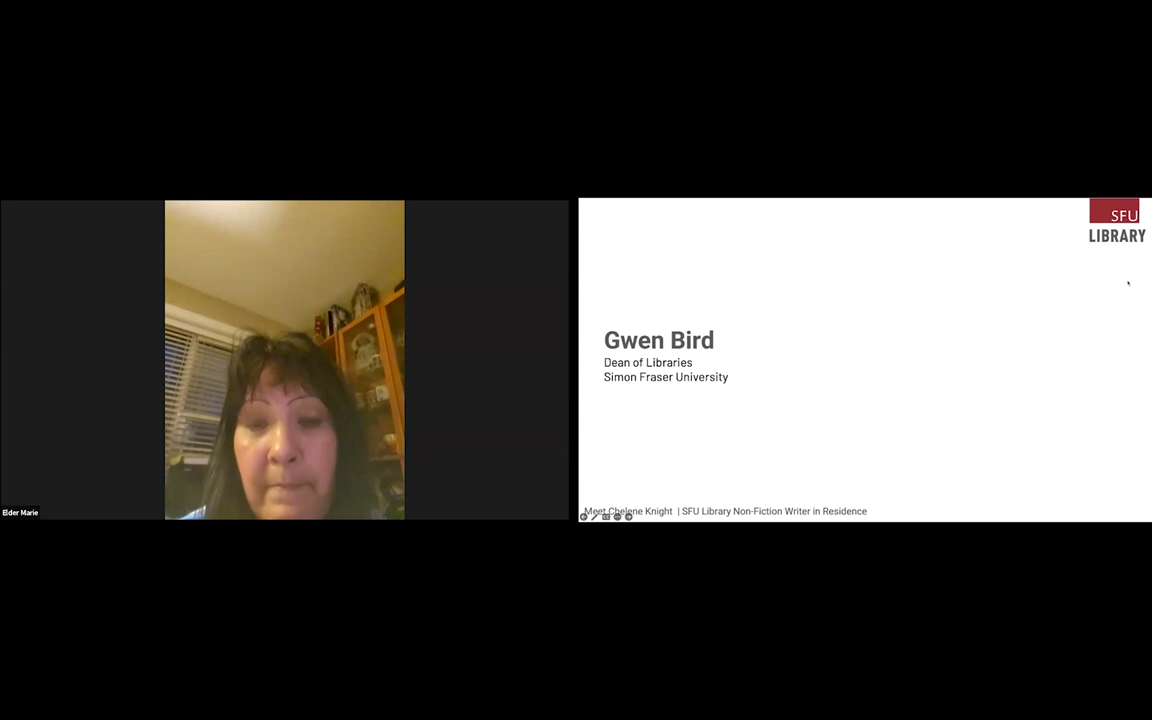 Elder Marie
SFU
LIBRARY
Gwen Bird
Dean of Libraries
Simon Fraser University
Meet Chelene Knight | SFU Library Non-Fiction Writer in Residence